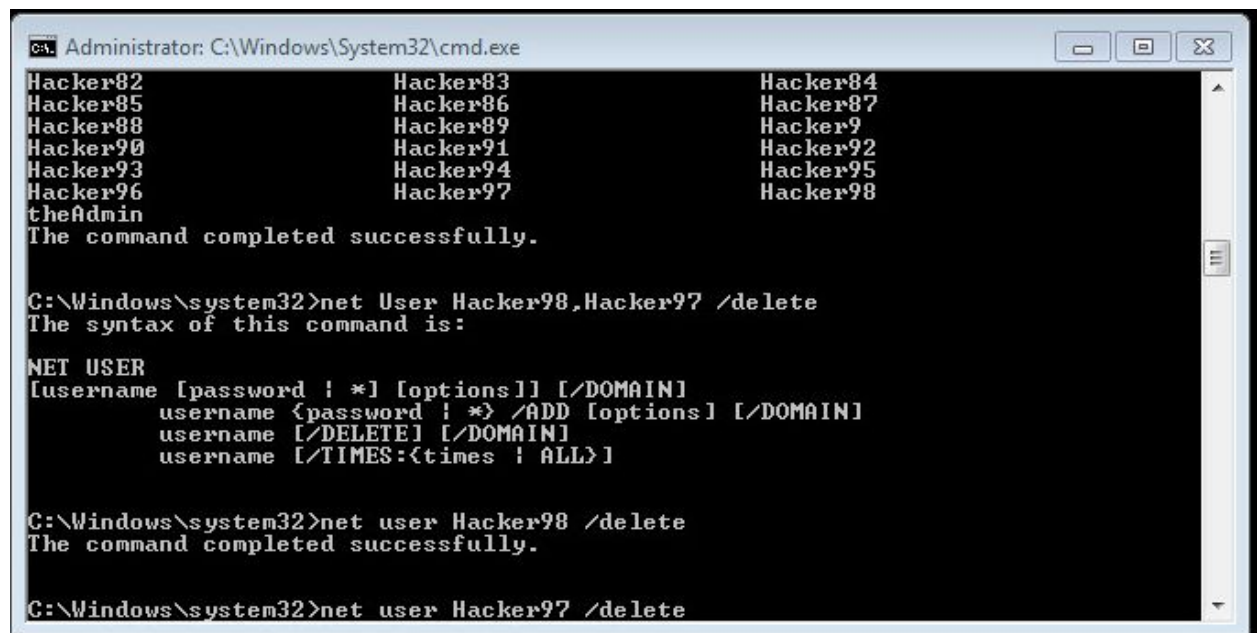 Administrator: C:\Windows\System32\cmd.exe
Hacker82 Hacker83 Hacker84
Hacker85 Hacker86 Hacker87
Hacker88 Hacker89 Hacker9
Hacker90 Hacker91 Hacker92
Hacker93 Hacker94 Hacker95
Hacker96 Hacker97 Hacker98
theAdmin
The command completed successfully.
C:\Windows\system32>net User Hacker98,Hacker97 /delete
The syntax of this command is:
NET USER
[username [password ¦ *] [options]] [/DOMAIN]
username {password ¦ *} /ADD [options] [/DOMAIN]
username [/DELETE] [/DOMAIN]
username [/TIMES:{times ¦ ALL}]
C:\Windows\system32>net user Hacker98 /delete
The command completed successfully.
C:\Windows\system32>net user Hacker97 /delete